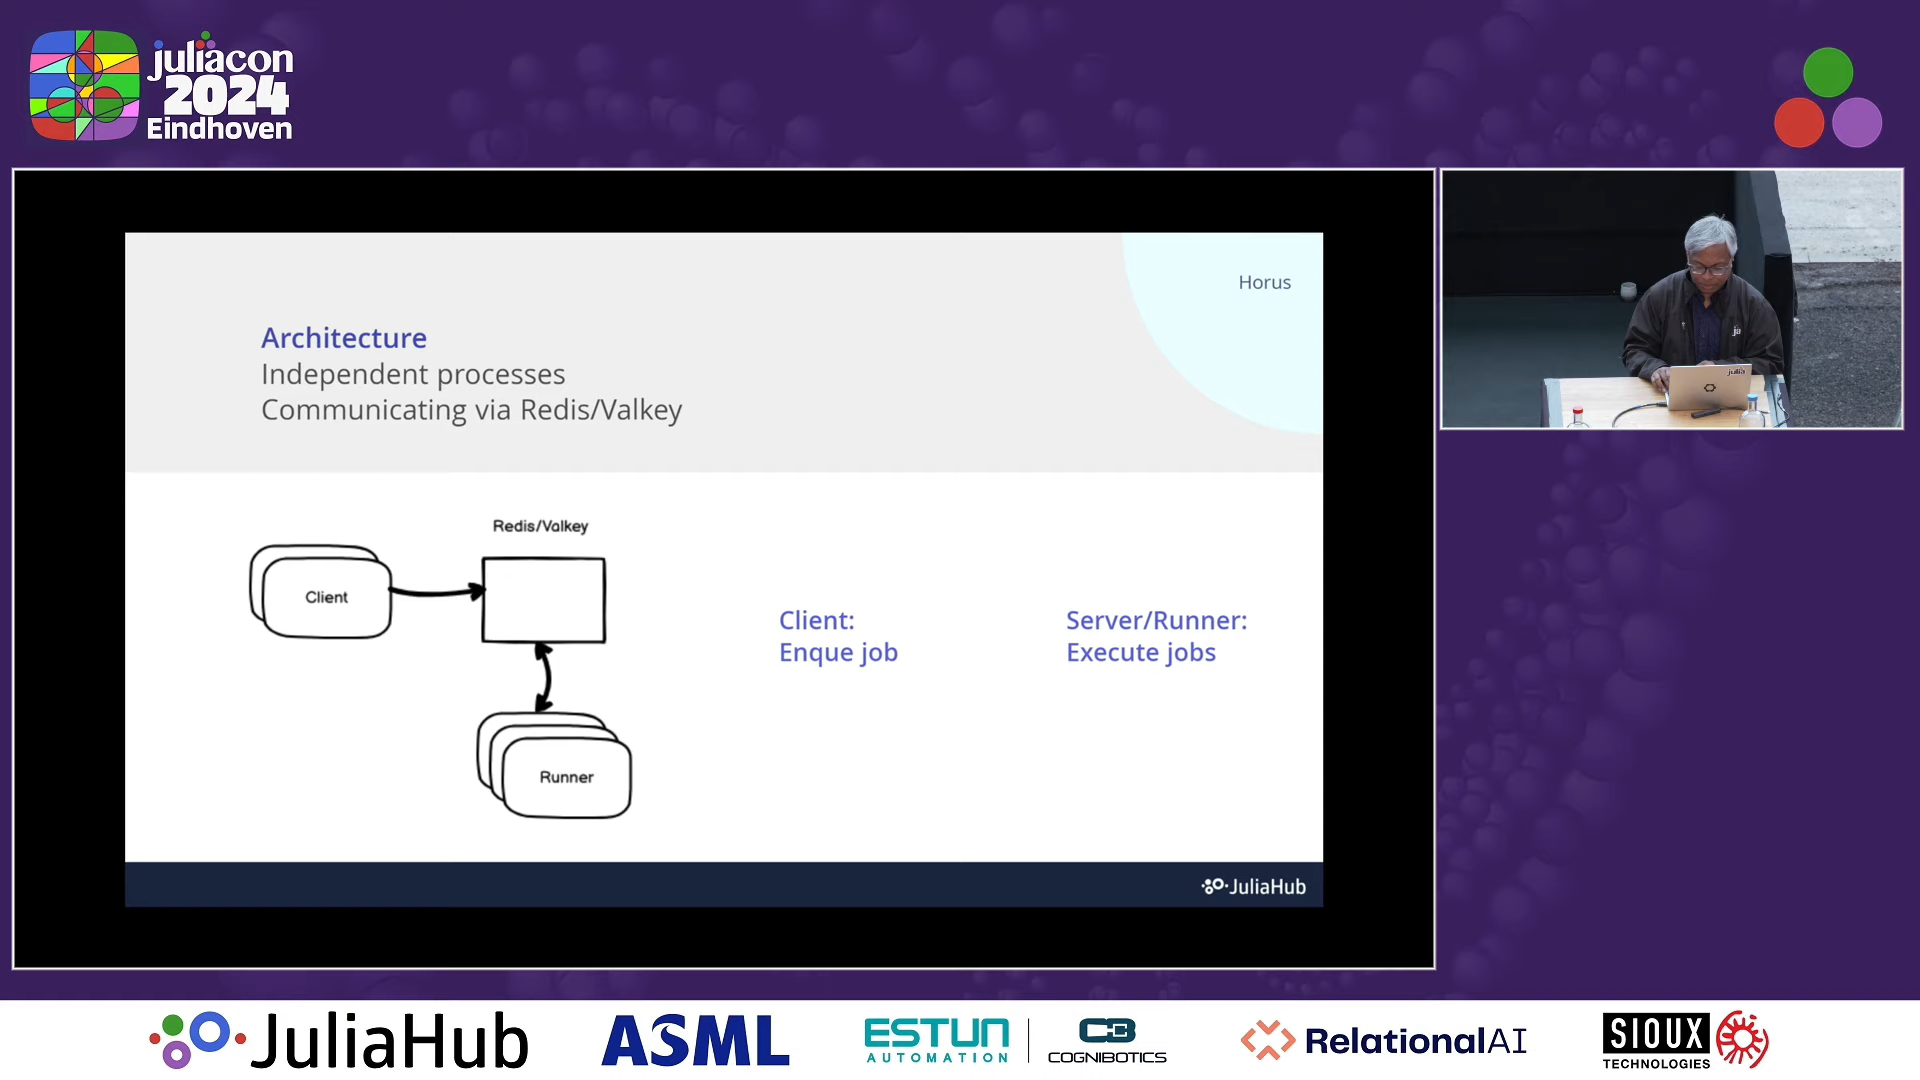 juliacon
2024
Eindhoven
Horus
Architecture
Independent processes
Communicating via Redis/Valkey
Redis/Valkey
Client
Runner
Client:
Enque job
Server/Runner:
Execute jobs
JuliaHub
julia
JuliaHub
ASML
ESTUN
AUTOMATION
COGNIBOTICS
RelationalAI
SIOUX
TECHNOLOGIES